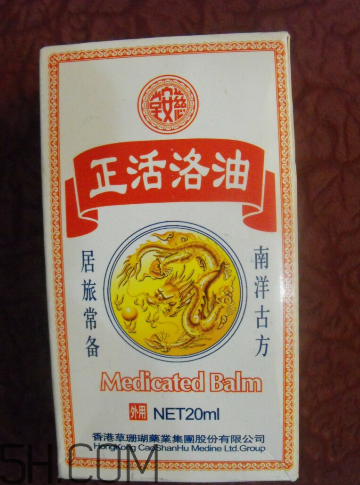 正活洛油
居旅常备
南洋古方
Medicated Balm
外用 NET20ml
香港草珊瑚藥業集團股份有限公司
HongKong CaoShanHu Medine Ltd.Group
5H.COM